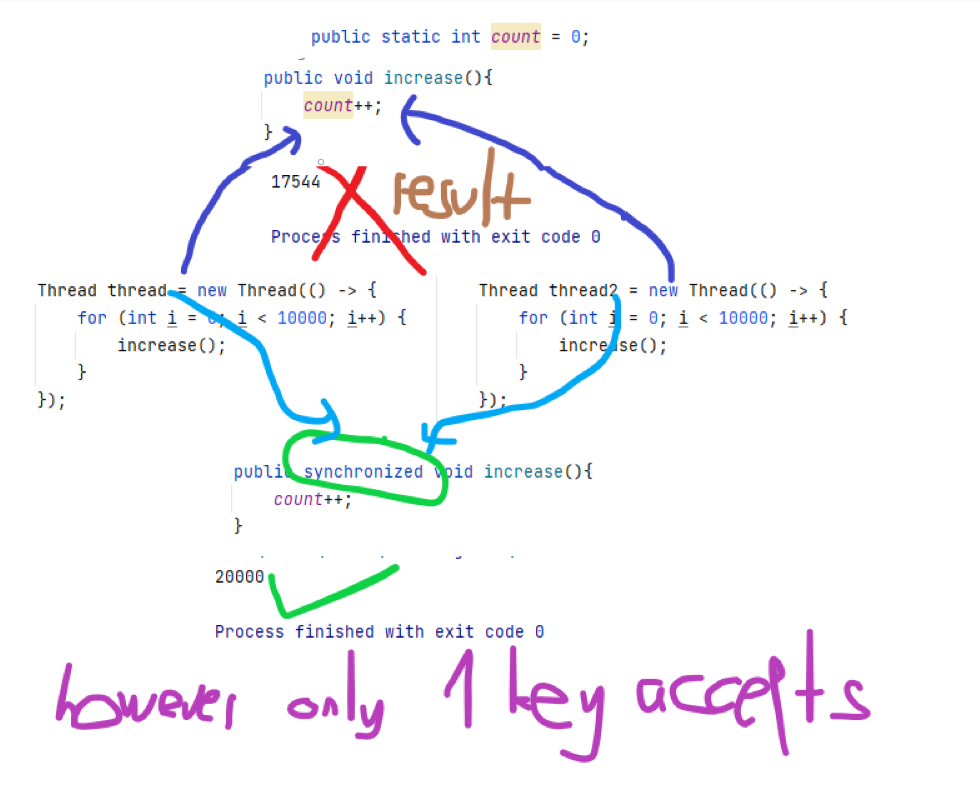 public static int count = 0;
public void increase(){
count++;
}
17544
result
Process finished with exit code 0
Thread thread = new Thread(() -> {
for (int i = 0; i < 10000; i++) {
increase();
}
});
Thread thread2 = new Thread(() -> {
for (int i = 0; i < 10000; i++) {
increase();
}
});
public synchronized void increase(){
count++;
}
20000
Process finished with exit code 0
however only 1 key accepts